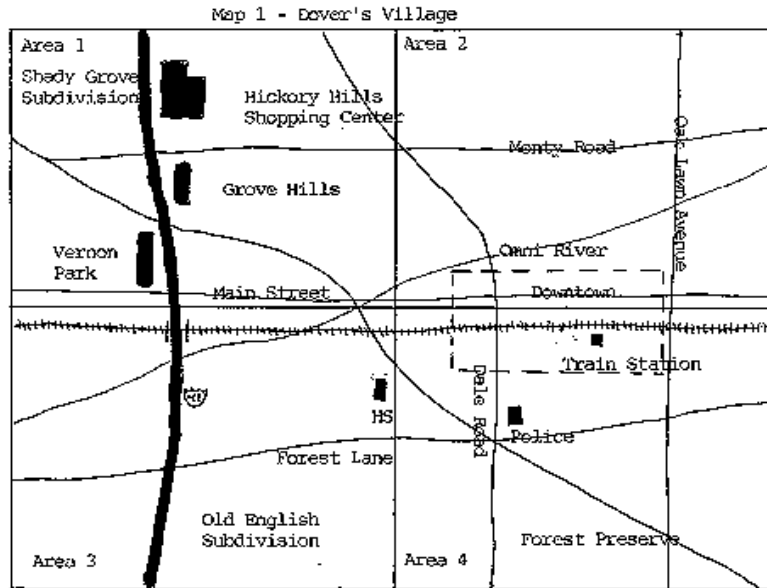 Map 1 - Dover's Village
Area 1
Area 2
Shady Grove
Subdivision
Hickory Hills
Shopping Center
Oak Lawn Avenue
Monty Road
Grove Hills
Vernon
Park
Omni River
Main Street
Downtown
Train Station
Dale Road
HS
Police
Forest Lane
Old English
Subdivision
Forest Preserve
Area 3
Area 4